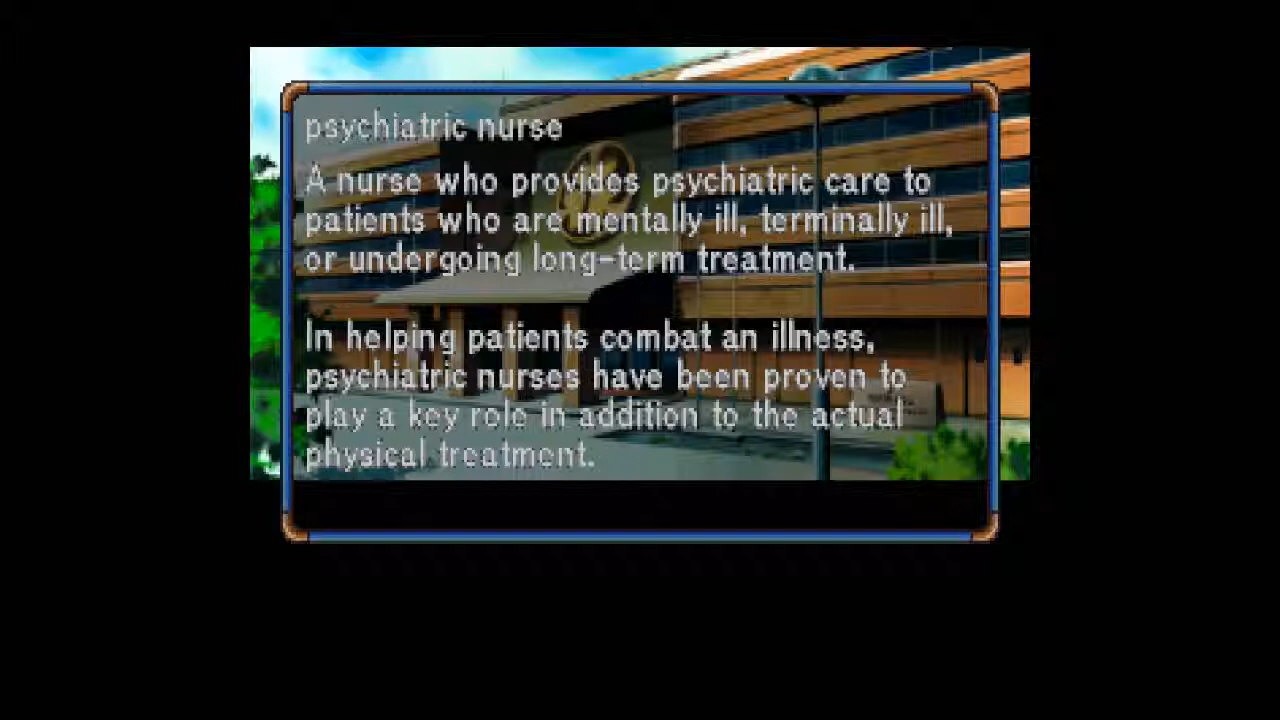 psychiatric nurse
A nurse who provides psychiatric care to
patients who are mentally ill, terminally ill,
or undergoing long-term treatment.
In helping patients combat an illness,
psychiatric nurses have been proven to
play a key role in addition to the actual
physical treatment.